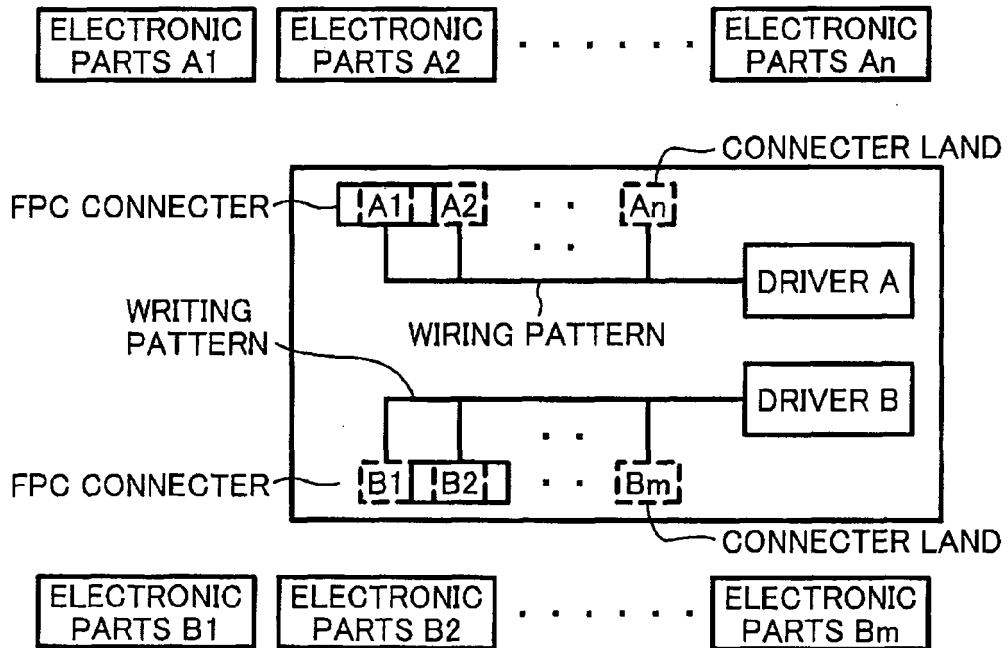 ELECTRONIC
PARTS A1
ELECTRONIC
PARTS A2
. . . . . .
ELECTRONIC
PARTS An
CONNECTER LAND
FPC CONNECTER
A1
A2
. .
An
. .
DRIVER A
WRITING
PATTERN
WIRING PATTERN
DRIVER B
. .
FPC CONNECTER
B1
B2
. .
Bm
CONNECTER LAND
ELECTRONIC
PARTS B1
ELECTRONIC
PARTS B2
. . . . . .
ELECTRONIC
PARTS Bm